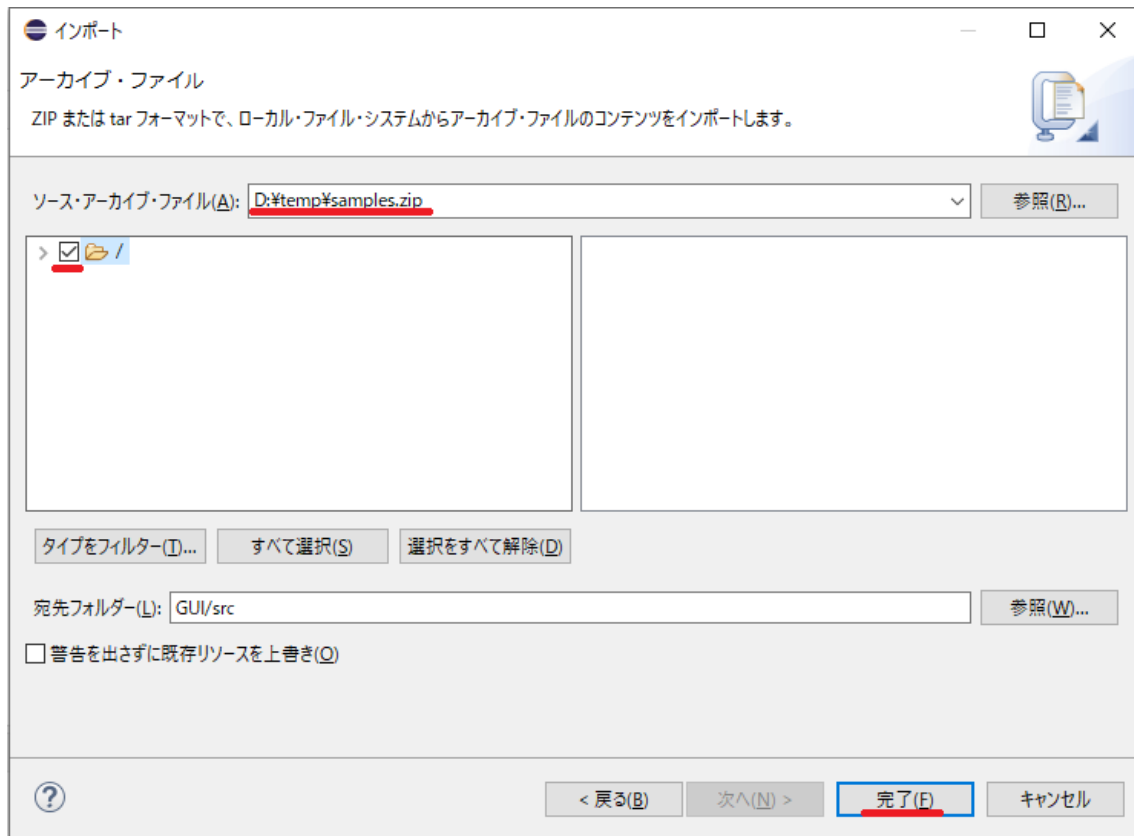 インポート
アーカイブ・ファイル
ZIP または tar フォーマットで、ローカル・ファイル・システムからアーカイブ・ファイルのコンテンツをインポートします。
ソース・アーカイブ・ファイル(A): D:¥temp¥samples.zip 参照(R)...
/
タイプをフィルター(T)... すべて選択(S) 選択をすべて解除(D)
宛先フォルダー(L): GUI/src 参照(W)...
警告を出さずに既存リソースを上書き(O)
< 戻る(B) 次へ(N) > 完了(F) キャンセル